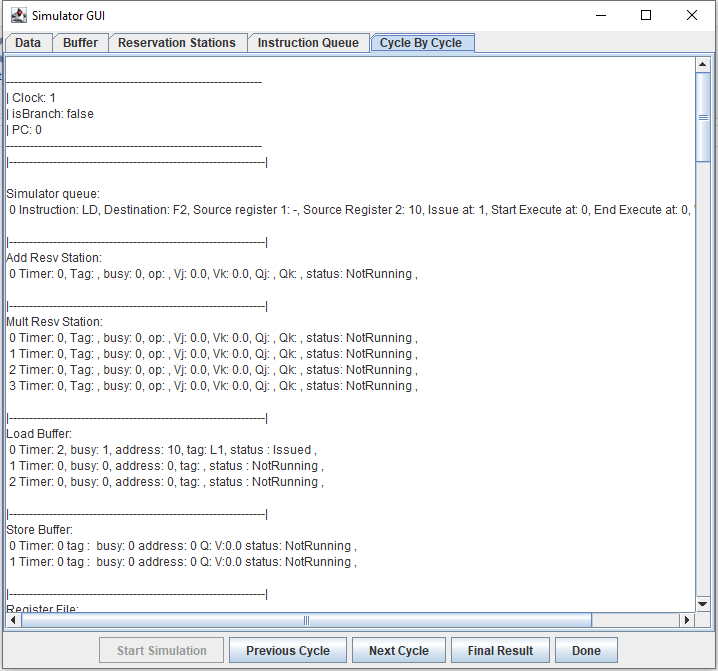 Simulator GUI
Data Buffer Reservation Stations Instruction Queue Cycle By Cycle
----------------------------------------------------------------
| Clock: 1
| isBranch: false
| PC: 0
----------------------------------------------------------------
|----------------------------------------------------------------|
Simulator queue:
0 Instruction: LD, Destination: F2, Source register 1: -, Source Register 2: 10, Issue at: 1, Start Execute at: 0, End Execute at: 0,
|----------------------------------------------------------------|
Add Resv Station:
0 Timer: 0, Tag: , busy: 0, op: , Vj: 0.0, Vk: 0.0, Qj: , Qk: , status: NotRunning ,
|----------------------------------------------------------------|
Mult Resv Station:
0 Timer: 0, Tag: , busy: 0, op: , Vj: 0.0, Vk: 0.0, Qj: , Qk: , status: NotRunning ,
1 Timer: 0, Tag: , busy: 0, op: , Vj: 0.0, Vk: 0.0, Qj: , Qk: , status: NotRunning ,
2 Timer: 0, Tag: , busy: 0, op: , Vj: 0.0, Vk: 0.0, Qj: , Qk: , status: NotRunning ,
3 Timer: 0, Tag: , busy: 0, op: , Vj: 0.0, Vk: 0.0, Qj: , Qk: , status: NotRunning ,
|----------------------------------------------------------------|
Load Buffer:
0 Timer: 2, busy: 1, address: 10, tag: L1, status : Issued ,
1 Timer: 0, busy: 0, address: 0, tag: , status : NotRunning ,
2 Timer: 0, busy: 0, address: 0, tag: , status : NotRunning ,
|----------------------------------------------------------------|
Store Buffer:
0 Timer: 0 tag :  busy: 0 address: 0 Q: V:0.0 status: NotRunning ,
1 Timer: 0 tag :  busy: 0 address: 0 Q: V:0.0 status: NotRunning ,
|----------------------------------------------------------------|
Register File:
Start Simulation Previous Cycle Next Cycle Final Result Done